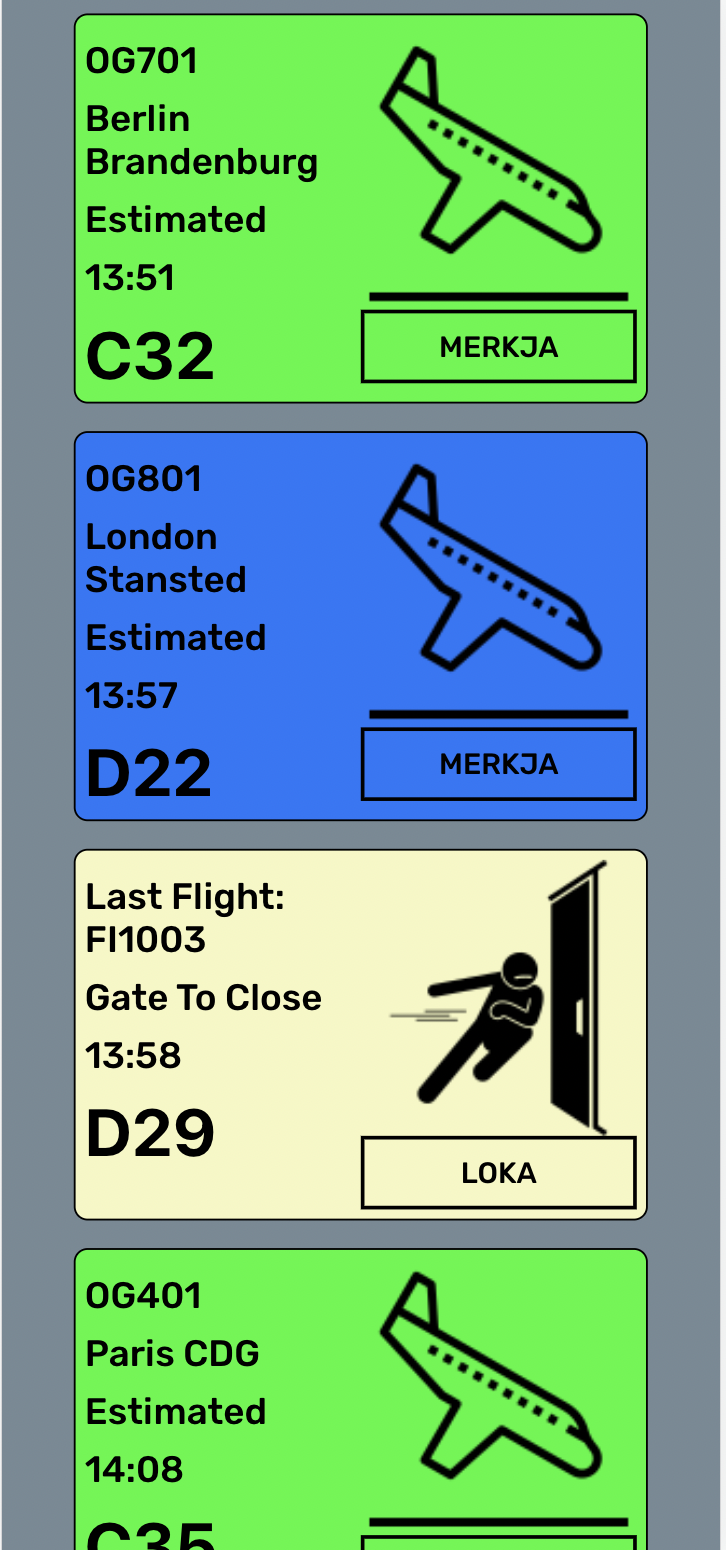 OG701
Berlin
Brandenburg
Estimated
13:51
C32
MERKJA
OG801
London
Stansted
Estimated
13:57
D22
MERKJA
Last Flight:
FI1003
Gate To Close
13:58
D29
LOKA
OG401
Paris CDG
Estimated
14:08
C35